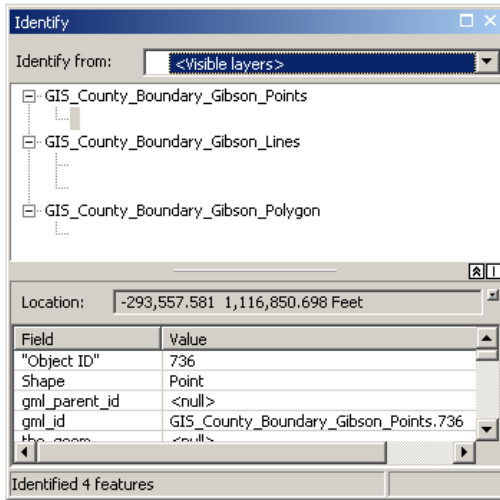 Identify
Identify from: <Visible layers>
GIS_County_Boundary_Gibson_Points
GIS_County_Boundary_Gibson_Lines
GIS_County_Boundary_Gibson_Polygon
Location: -293,557.581 1,116,850.698 Feet
Field Value
"Object ID" 736
Shape Point
gml_parent_id <null>
gml_id GIS_County_Boundary_Gibson_Points.736
the_geom <null>
Identified 4 features